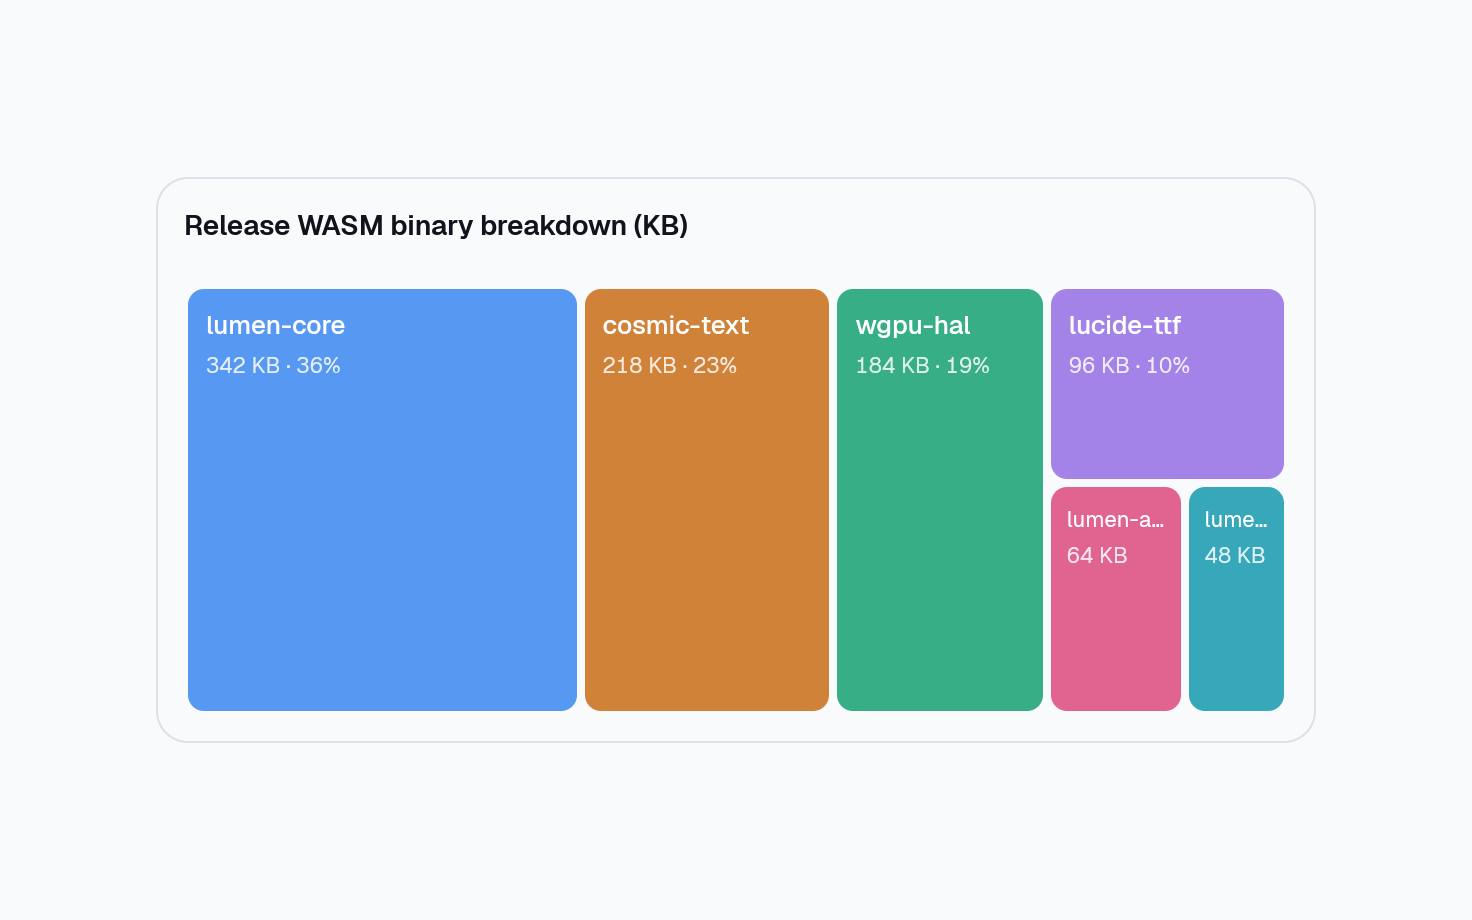 Release WASM binary breakdown (KB)
lumen-core
342 KB · 36%
cosmic-text
218 KB · 23%
wgpu-hal
184 KB · 19%
lucide-ttf
96 KB · 10%
lumen-a…
64 KB
lume…
48 KB